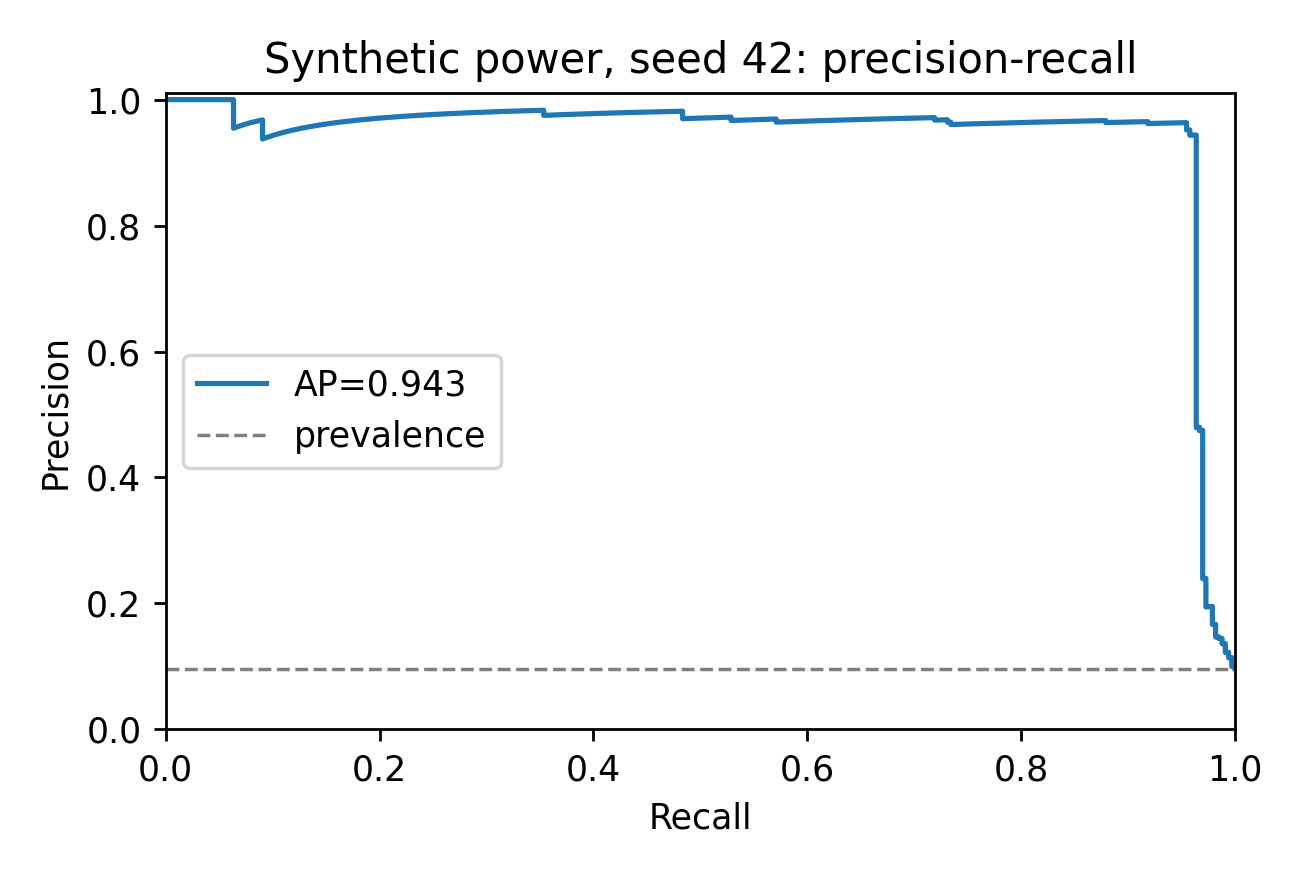 Synthetic power, seed 42: precision-recall
1.0
0.8
0.6
0.4
0.2
0.0
Precision
AP=0.943
prevalence
0.0 0.2 0.4 0.6 0.8 1.0
Recall